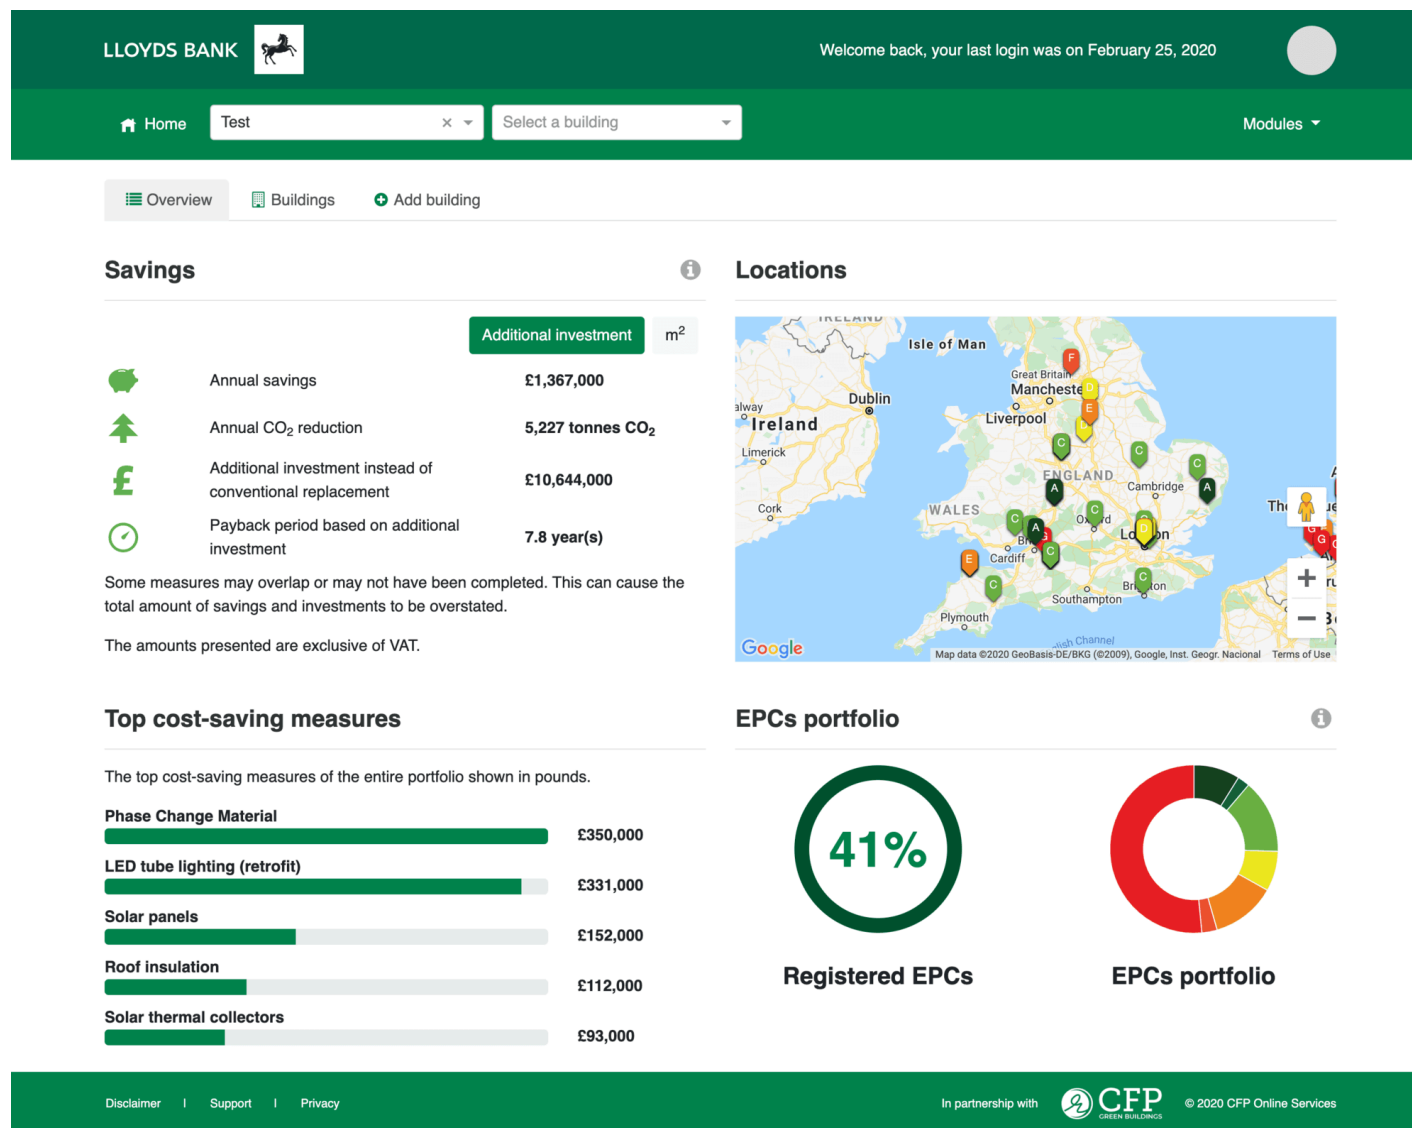 LLOYDS BANK
Welcome back, your last login was on February 25, 2020
Home
Test
×
Select a building
Modules
Overview
Buildings
Add building
Savings
Additional investment
m²
Annual savings
£1,367,000
Annual CO₂ reduction
5,227 tonnes CO₂
Additional investment instead of
conventional replacement
£10,644,000
Payback period based on additional
investment
7.8 year(s)
Some measures may overlap or may not have been completed. This can cause the
total amount of savings and investments to be overstated.
The amounts presented are exclusive of VAT.
Locations
IRELAND
Isle of Man
F
Great Britain
Manchester
D
Dublin
E
Ireland
Liverpool
D
C
C
Limerick
C
ENGLAND
A
Cambridge
A
WALES
Cork
C
A
C
D
G
C
E
Cardiff
C
C
Southampton
Plymouth
G
G
Google
Map data ©2020 GeoBasis-DE/BKG (©2009), Google, Inst. Geogr. Nacional
Terms of Use
Top cost-saving measures
The top cost-saving measures of the entire portfolio shown in pounds.
Phase Change Material
£350,000
LED tube lighting (retrofit)
£331,000
Solar panels
£152,000
Roof insulation
£112,000
Solar thermal collectors
£93,000
EPCs portfolio
41%
Registered EPCs
EPCs portfolio
Disclaimer | Support | Privacy
In partnership with
CFP
GREEN BUILDINGS
© 2020 CFP Online Services